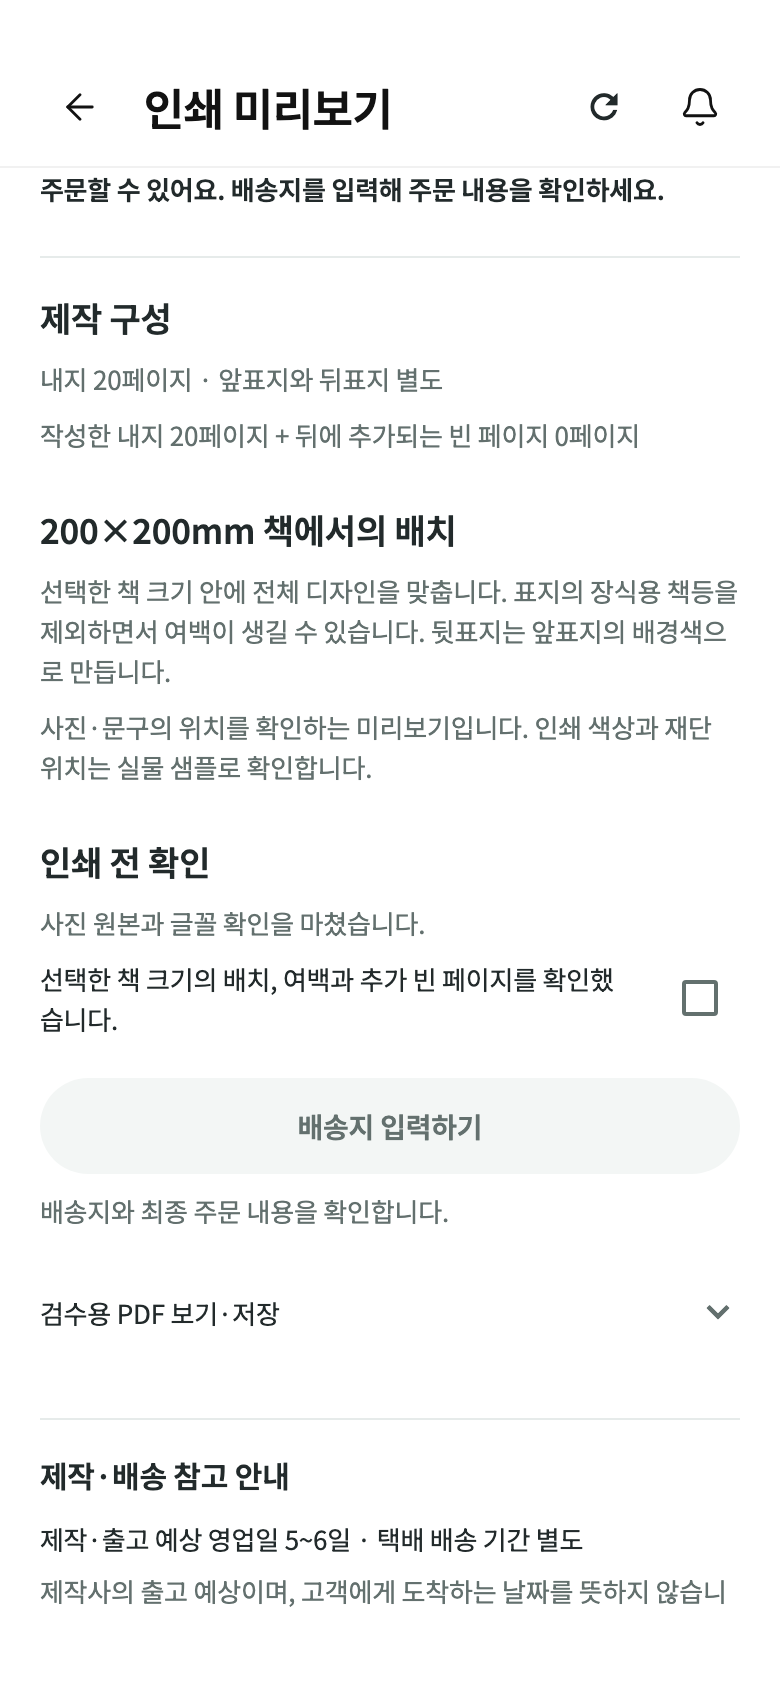 인쇄 미리보기
주문할 수 있어요. 배송지를 입력해 주문 내용을 확인하세요.
제작 구성
내지 20페이지 · 앞표지와 뒤표지 별도
작성한 내지 20페이지 + 뒤에 추가되는 빈 페이지 0페이지
200×200mm 책에서의 배치
선택한 책 크기 안에 전체 디자인을 맞춥니다. 표지의 장식용 책등을
제외하면서 여백이 생길 수 있습니다. 뒷표지는 앞표지의 배경색으
로 만듭니다.
사진·문구의 위치를 확인하는 미리보기입니다. 인쇄 색상과 재단
위치는 실물 샘플로 확인합니다.
인쇄 전 확인
사진 원본과 글꼴 확인을 마쳤습니다.
선택한 책 크기의 배치, 여백과 추가 빈 페이지를 확인했
습니다.
배송지 입력하기
배송지와 최종 주문 내용을 확인합니다.
검수용 PDF 보기·저장
제작·배송 참고 안내
제작·출고 예상 영업일 5~6일 · 택배 배송 기간 별도
제작사의 출고 예상이며, 고객에게 도착하는 날짜를 뜻하지 않습니